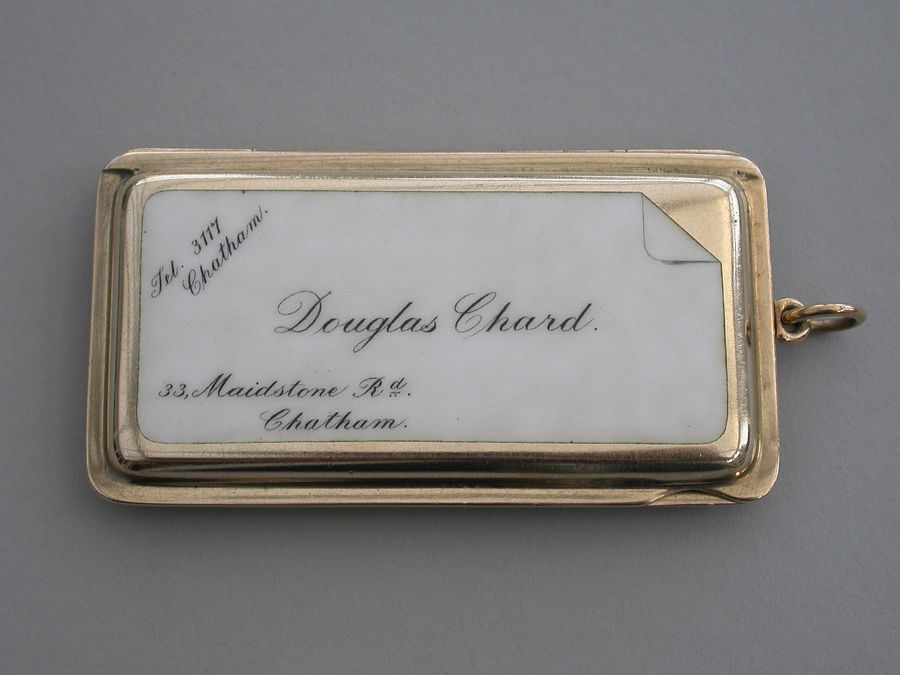 Tel. 3117
Chatham.
Douglas Chard.
33, Maidstone Rd.
Chatham.